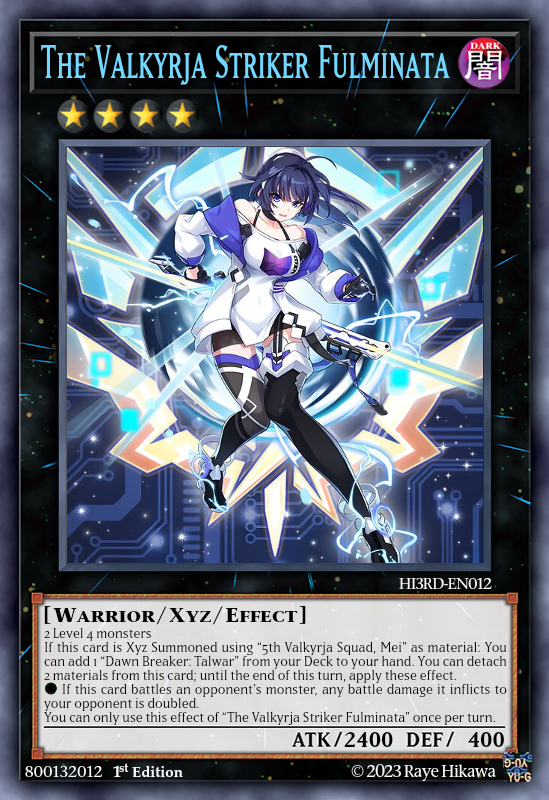 The Valkyrja Striker Fulminata
DARK
闇
HI3RD-EN012
[Warrior/Xyz/Effect]
2 Level 4 monsters
If this card is Xyz Summoned using “5th Valkyrja Squad, Mei” as material: You
can add 1 “Dawn Breaker: Talwar” from your Deck to your hand. You can detach
2 materials from this card; until the end of this turn, apply these effect.
● If this card battles an opponent's monster, any battle damage it inflicts to
your opponent is doubled.
You can only use this effect of “The Valkyrja Striker Fulminata” once per turn.
ATK/2400 DEF/ 400
800132012 1st Edition
©2023 Raye Hikawa
YU-G